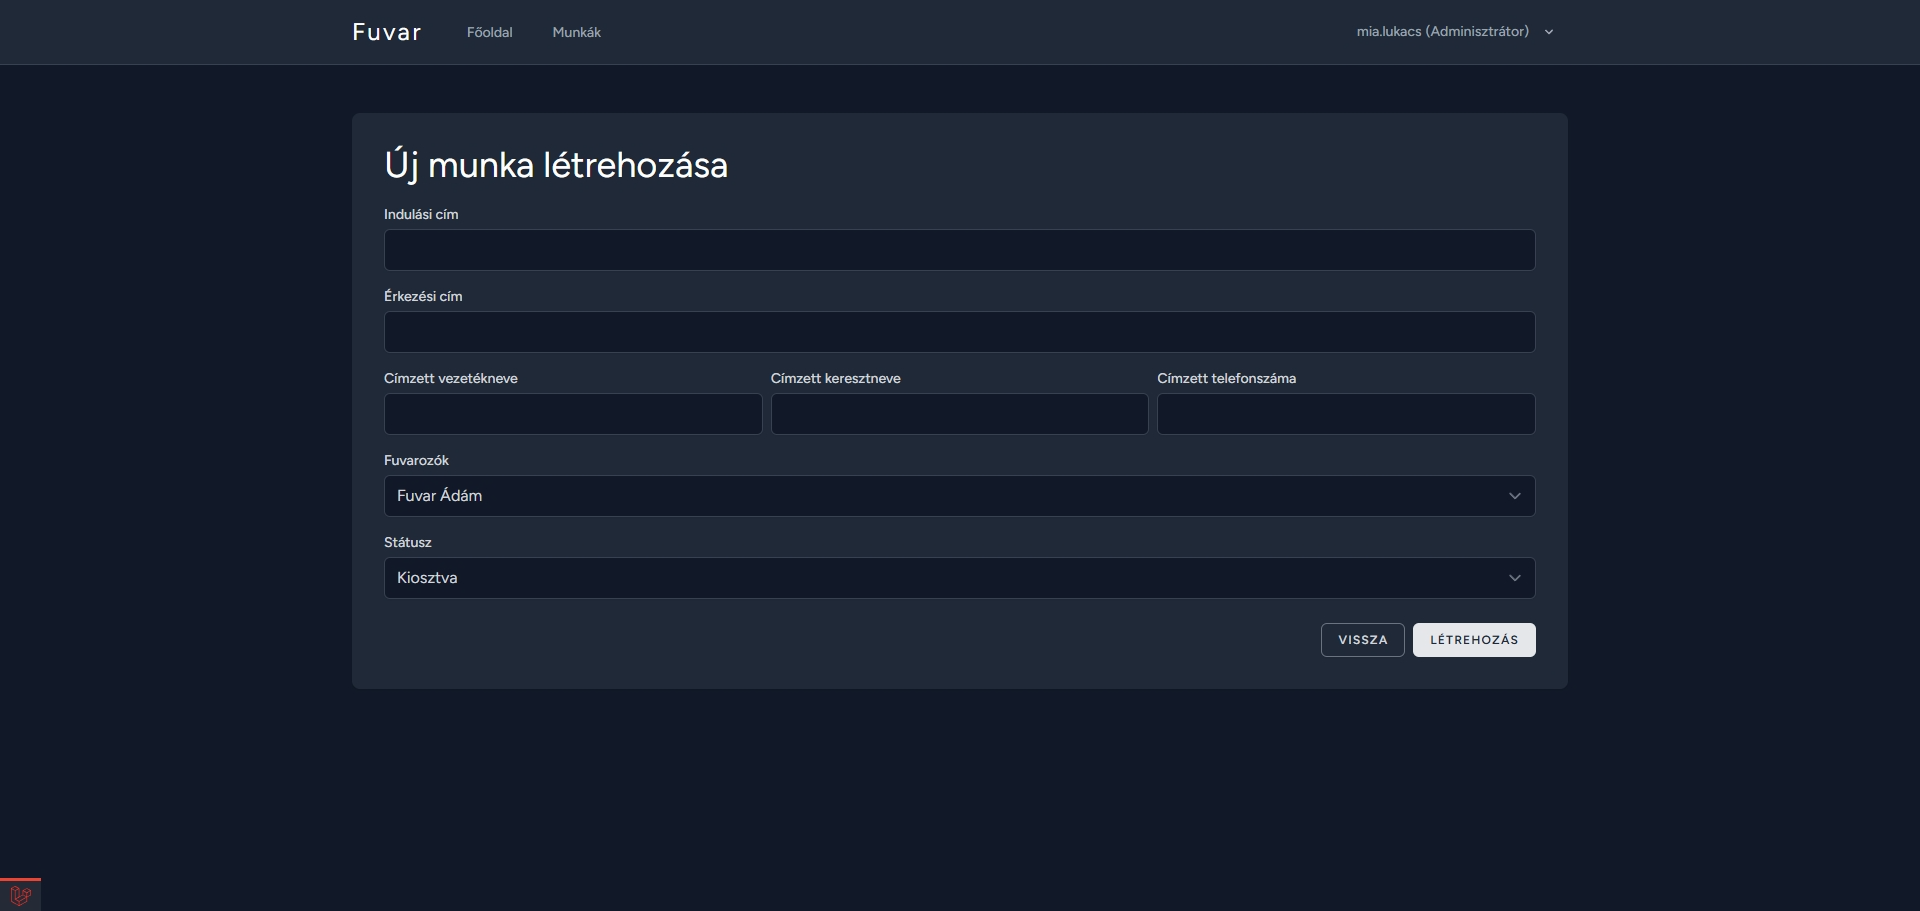 Fuvar Főoldal Munkák mia.lukacs (Adminisztrátor)
Új munka létrehozása
Indulási cím
Érkezési cím
Címzett vezetékneve Címzett keresztneve Címzett telefonszáma
Fuvarozók
Fuvar Ádám
Státusz
Kiosztva
VISSZA LÉTREHOZÁS